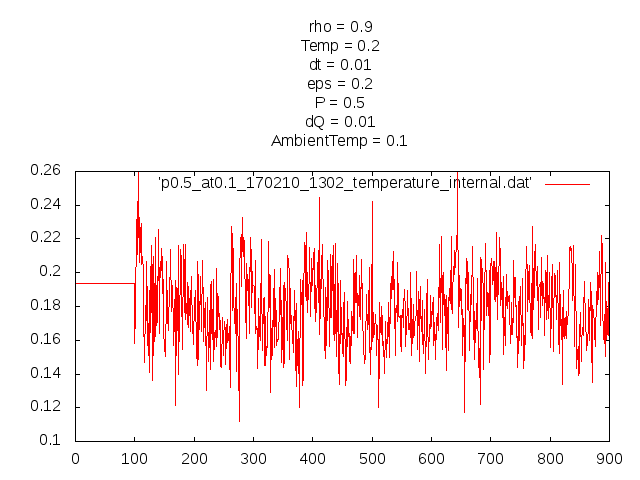 rho = 0.9
Temp = 0.2
dt = 0.01
eps = 0.2
P = 0.5
dQ = 0.01
AmbientTemp = 0.1
0.26
'p0.5_at0.1_170210_1302_temperature_internal.dat'
0.24
0.22
0.2
0.18
0.16
0.14
0.12
0.1
0 100 200 300 400 500 600 700 800 900